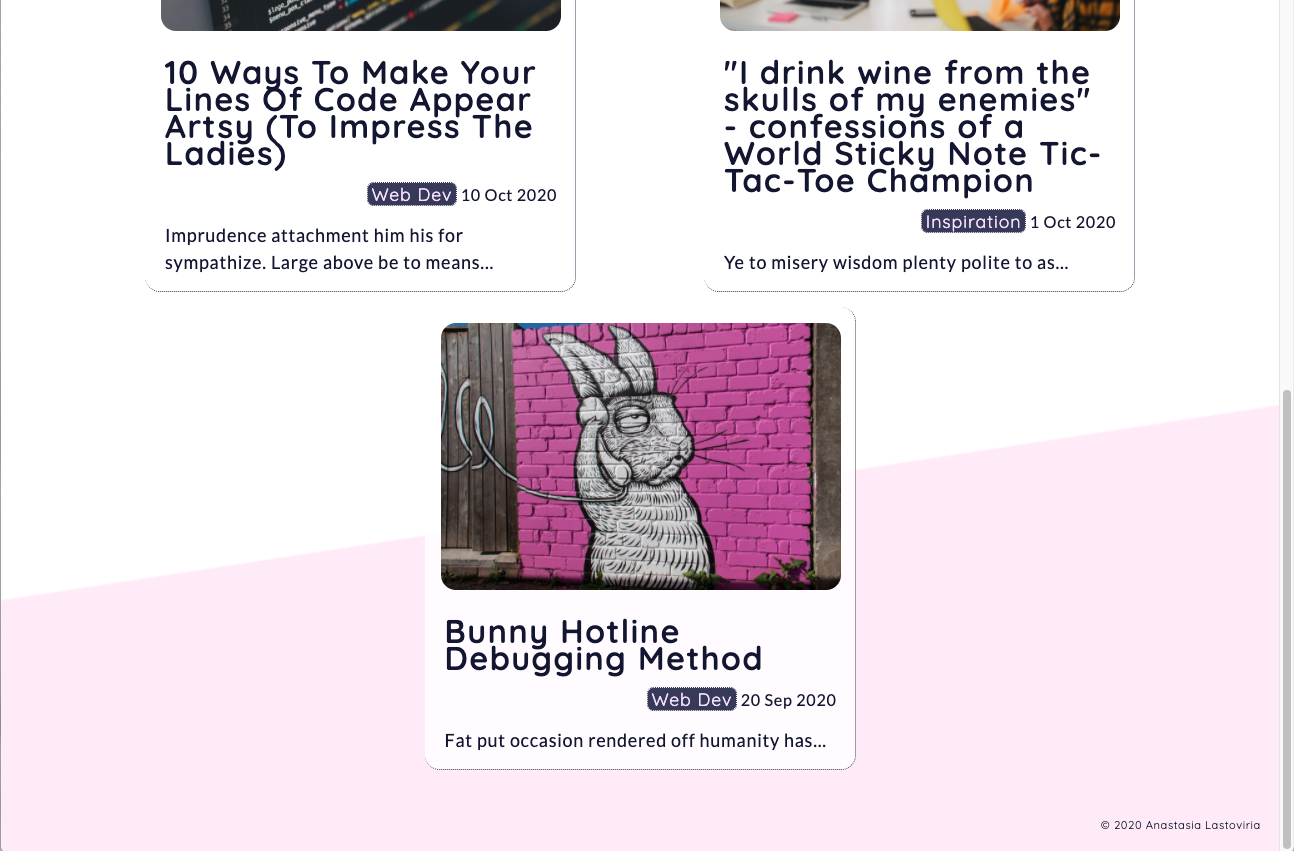 10 Ways To Make Your
Lines Of Code Appear
Artsy (To Impress The
Ladies)
Web Dev 10 Oct 2020
Imprudence attachment him his for
sympathize. Large above be to means...
"I drink wine from the
skulls of my enemies"
- confessions of a
World Sticky Note Tic-
Tac-Toe Champion
Inspiration 1 Oct 2020
Ye to misery wisdom plenty polite to as...
Bunny Hotline
Debugging Method
Web Dev 20 Sep 2020
Fat put occasion rendered off humanity has...
© 2020 Anastasia Lastoviria